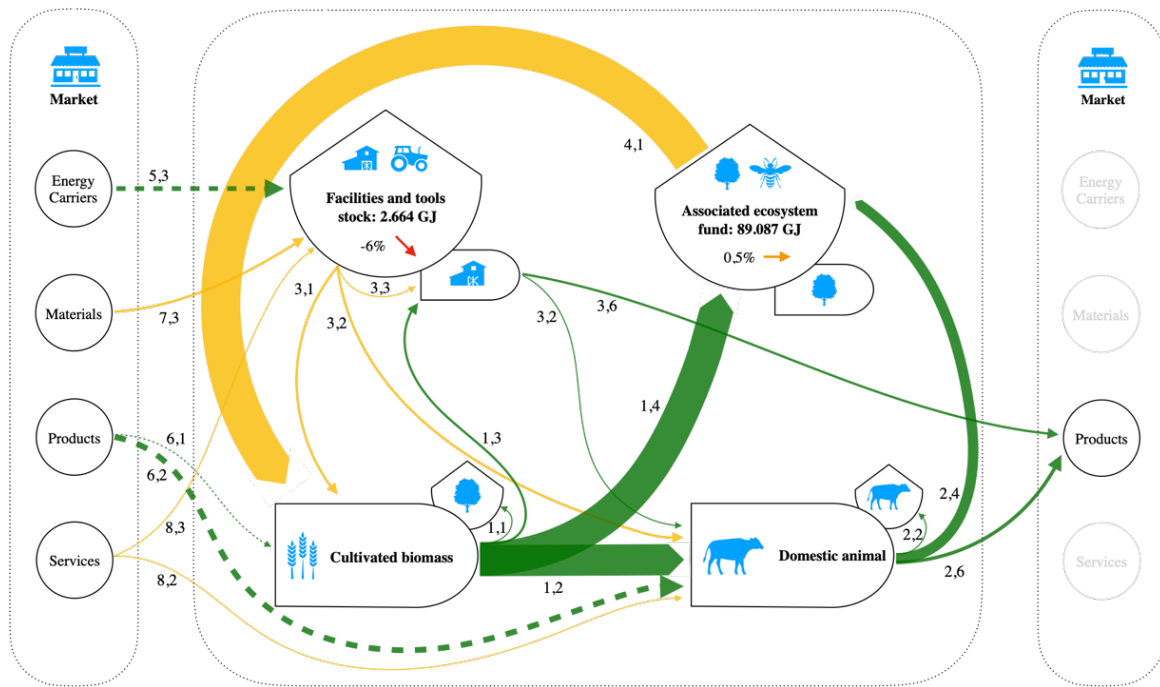 Market
Energy
Carriers
Materials
Products
Services
5,3
7,3
6,1
6,2
8,3
8,2
Facilities and tools
stock: 2.664 GJ
-6%
3,1
3,3
3,2
3,2
3,6
4,1
Associated ecosystem
fund: 89.087 GJ
0.5%
1,4
1,3
1,1
1,2
Cultivated biomass
Domestic animal
2,4
2,2
2,6
Market
Energy
Carriers
Materials
Products
Services